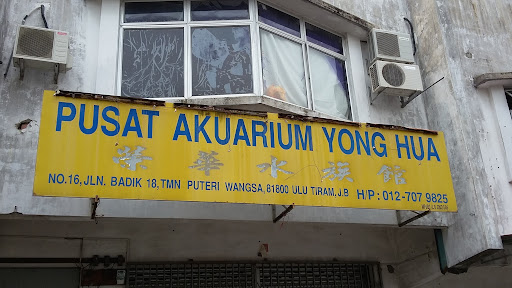 PUSAT AKUARIUM YONG HUA
華水族館
NO.16, JLN. BADIK 18, TMN PUTERI WANGSA, 81800 ULU TIRAM, J.B H/P : 012-707 9825